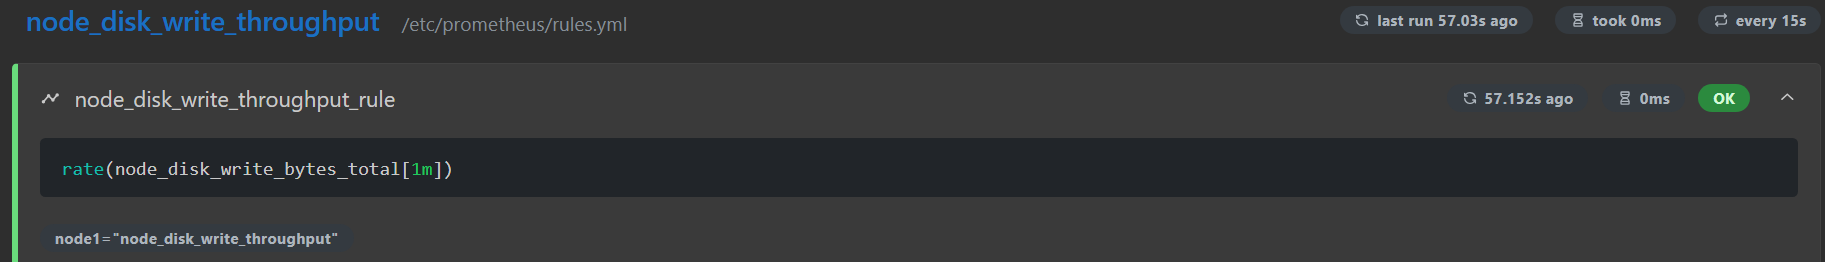 node_disk_write_throughput /etc/prometheus/rules.yml last run 57.03s ago took 0ms every 15s
node_disk_write_throughput_rule 57.152s ago 0ms OK
rate(node_disk_write_bytes_total[1m])
node1="node_disk_write_throughput"